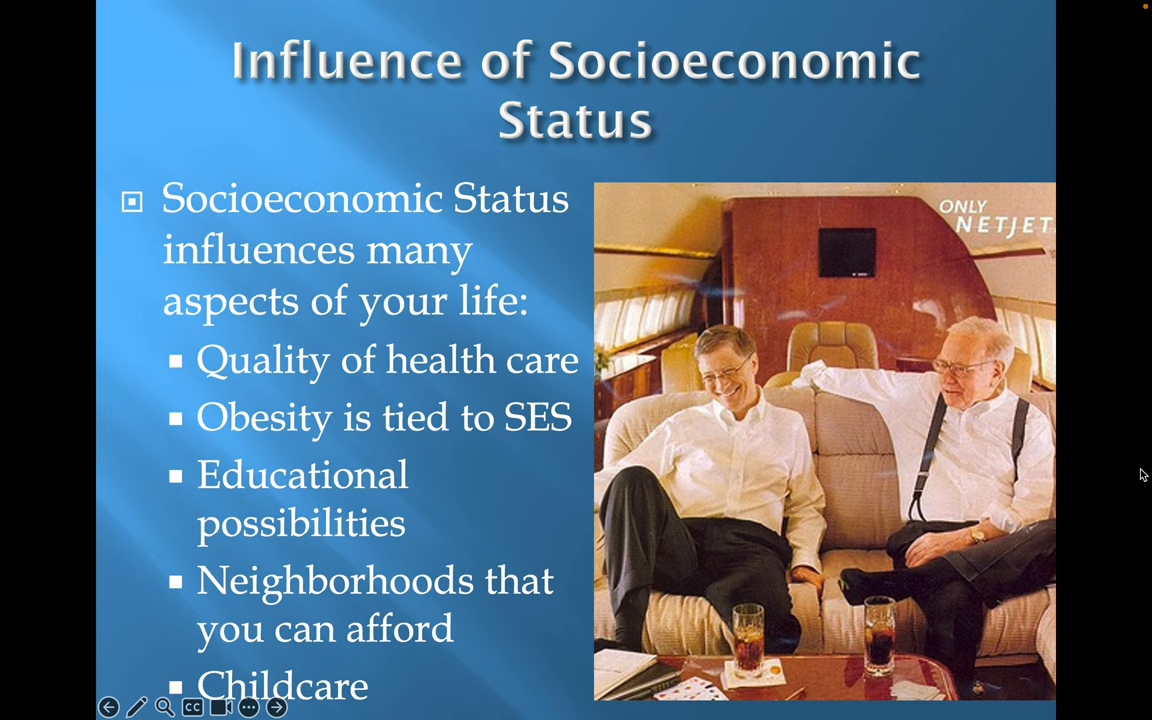 Influence of Socioeconomic
Status
Socioeconomic Status
influences many
aspects of your life:
Quality of health care
Obesity is tied to SES
Educational
possibilities
Neighborhoods that
you can afford
Childcare
ONLY
NETJET
CC